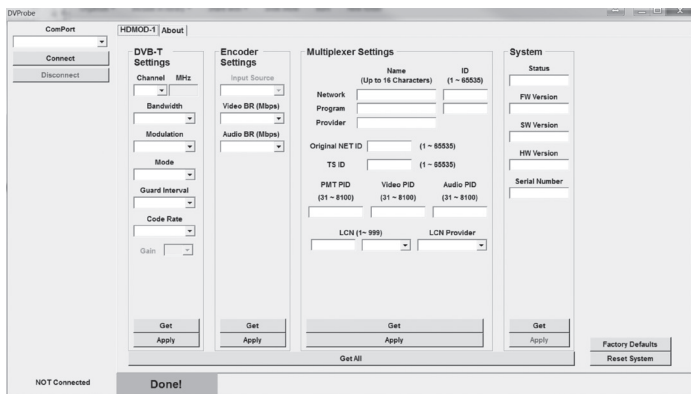 DVProbe
ComPort
Connect
Disconnect
NOT Connected
HDMOD-1 About
DVB-T Settings
Channel MHz
Bandwidth
Modulation
Mode
Guard Interval
Code Rate
Gain
Get
Apply
Encoder Settings
Input Source
Video BR (Mbps)
Audio BR (Mbps)
Get
Apply
Multiplexer Settings
Name ID
(Up to 16 Characters) (1 ~ 65535)
Network
Program
Provider
Original NET ID (1 ~ 65535)
TS ID (1 ~ 65535)
PMT PID Video PID Audio PID
(31 ~ 8100) (31 ~ 8100) (31 ~ 8100)
LCN (1~ 999) LCN Provider
Get
Apply
System
Status
FW Version
SW Version
HW Version
Serial Number
Get
Apply
Get All
Factory Defaults
Reset System
Done!